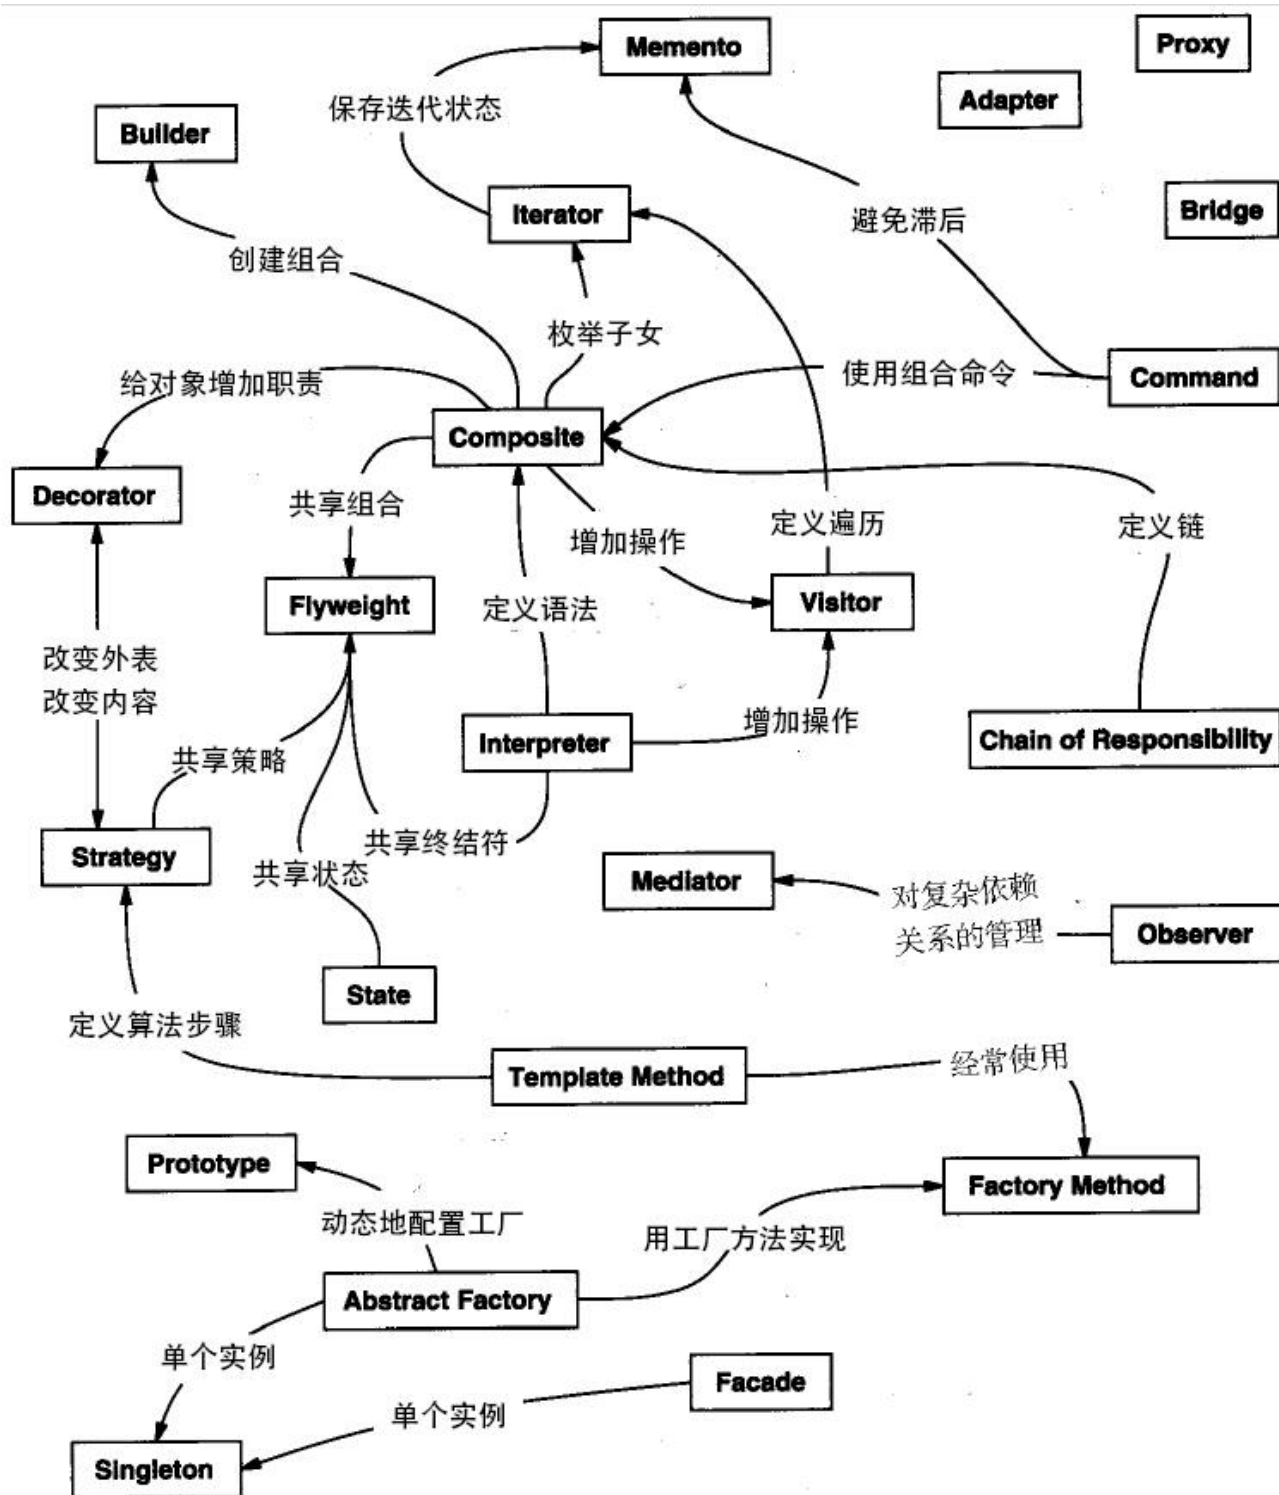 Memento
Proxy
Adapter
保存迭代状态
Builder
Iterator
避免滞后
Bridge
创建组合
枚举子女
给对象增加职责
使用组合命令
Command
Composite
Decorator
共享组合
增加操作
定义遍历
定义链
Flyweight
定义语法
Visitor
改变外表
改变内容
共享策略
Interpreter
增加操作
Chain of Responsibility
Strategy
共享状态
共享终结符
Mediator
对复杂依赖
关系的管理
Observer
State
定义算法步骤
Template Method
经常使用
Prototype
Factory Method
动态地配置工厂
用工厂方法实现
Abstract Factory
单个实例
Facade
单个实例
Singleton